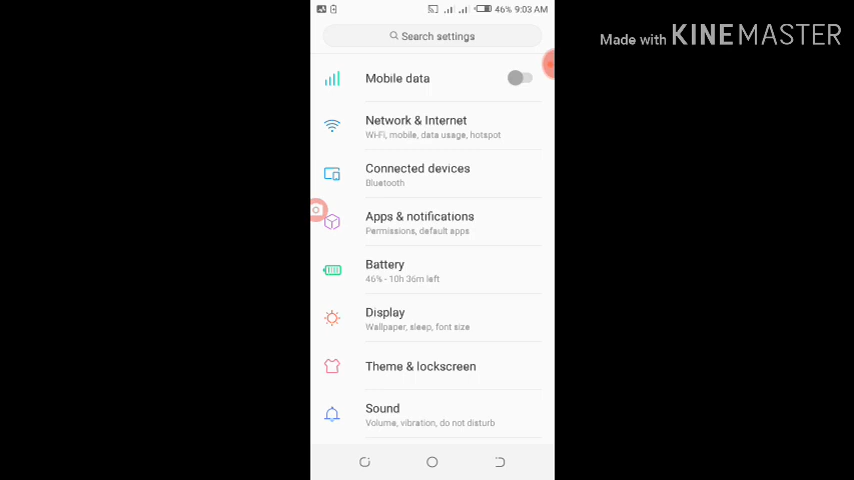 46% 9:03 AM
Made with KINEMASTER
Search settings
Mobile data
Network & Internet
Wi-Fi, mobile, data usage, hotspot
Connected devices
Bluetooth
Apps & notifications
Permissions, default apps
Battery
46% - 10h 36m left
Display
Wallpaper, sleep, font size
Theme & lockscreen
Sound
Volume, vibration, do not disturb